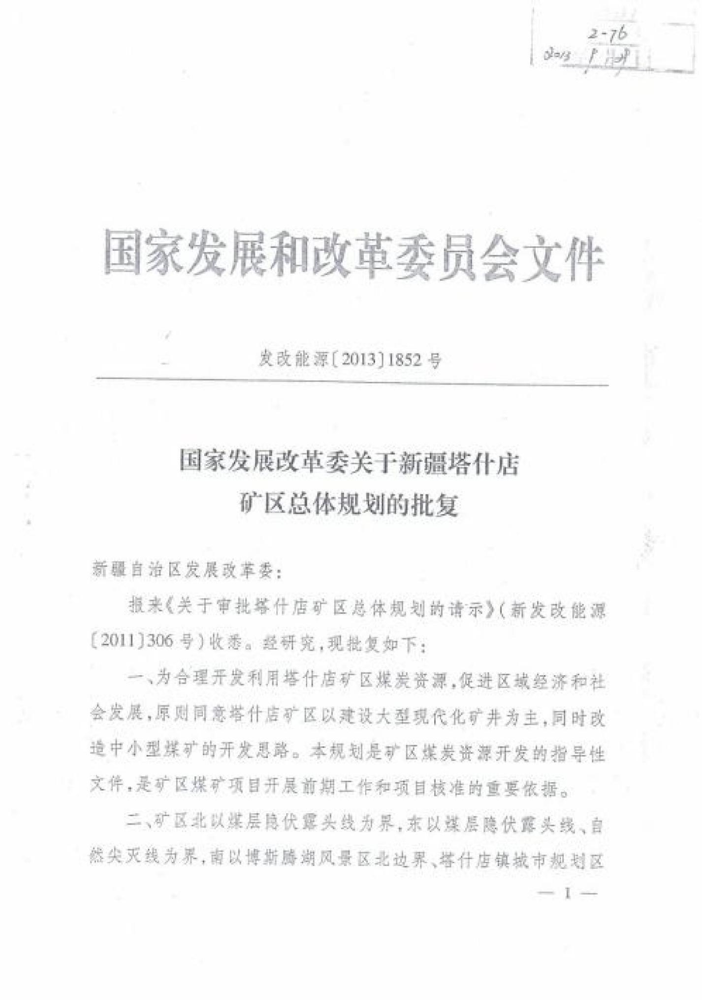 2-76
2013 9 29
国家发展和改革委员会文件
发改能源〔2013〕1852号
国家发展改革委关于新疆塔什店
矿区总体规划的批复
新疆自治区发展改革委:
报来《关于审批塔什店矿区总体规划的请示》(新发改能源
〔2011〕306号)收悉。经研究,现批复如下:
一、为合理开发利用塔什店矿区煤炭资源,促进区域经济和社
会发展,原则同意塔什店矿区以建设大型现代化矿井为主,同时改
造中小型煤矿的开发思路。本规划是矿区煤炭资源开发的指导性
文件,是矿区煤矿项目开展前期工作和项目核准的重要依据。
二、矿区北以煤层隐伏露头线为界,东以煤层隐伏露头线、自
然尖灭线为界,南以博斯腾湖风景区北边界、塔什店镇城市规划区
— 1 —